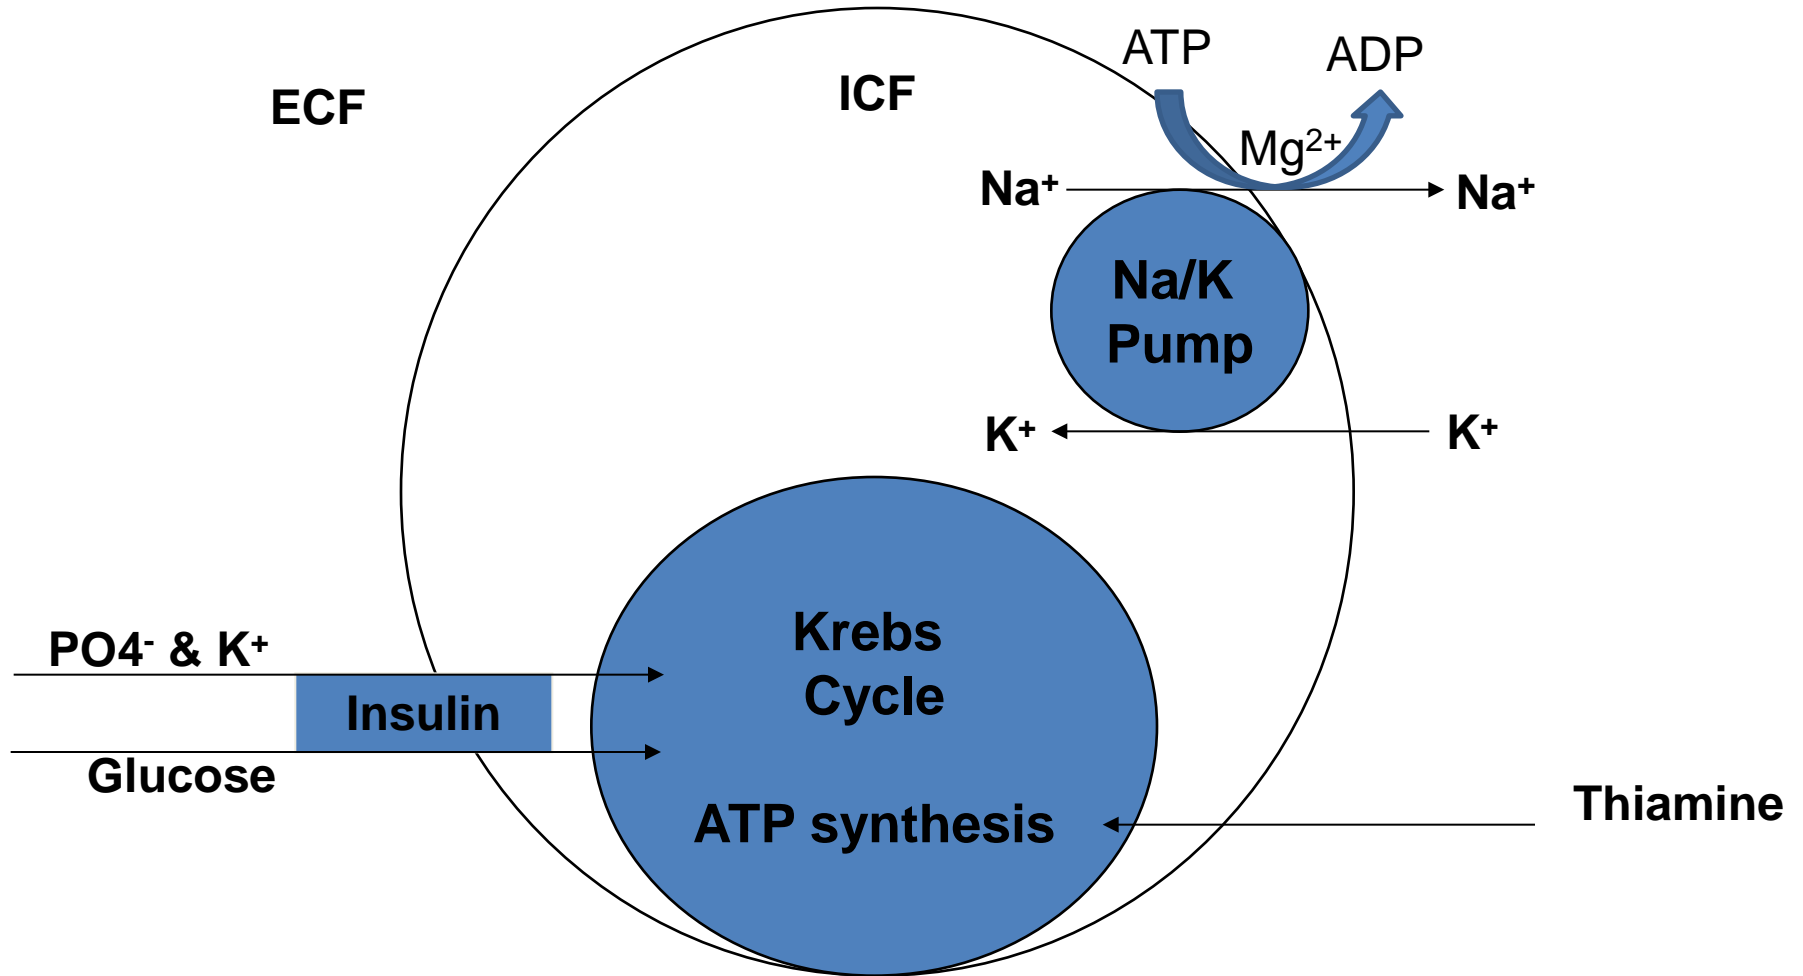 ECF
ICF
ATP
ADP
Mg²⁺
Na⁺
Na⁺
Na/K
Pump
K⁺
K⁺
Krebs
Cycle
ATP synthesis
PO4⁻ & K⁺
Insulin
Glucose
Thiamine